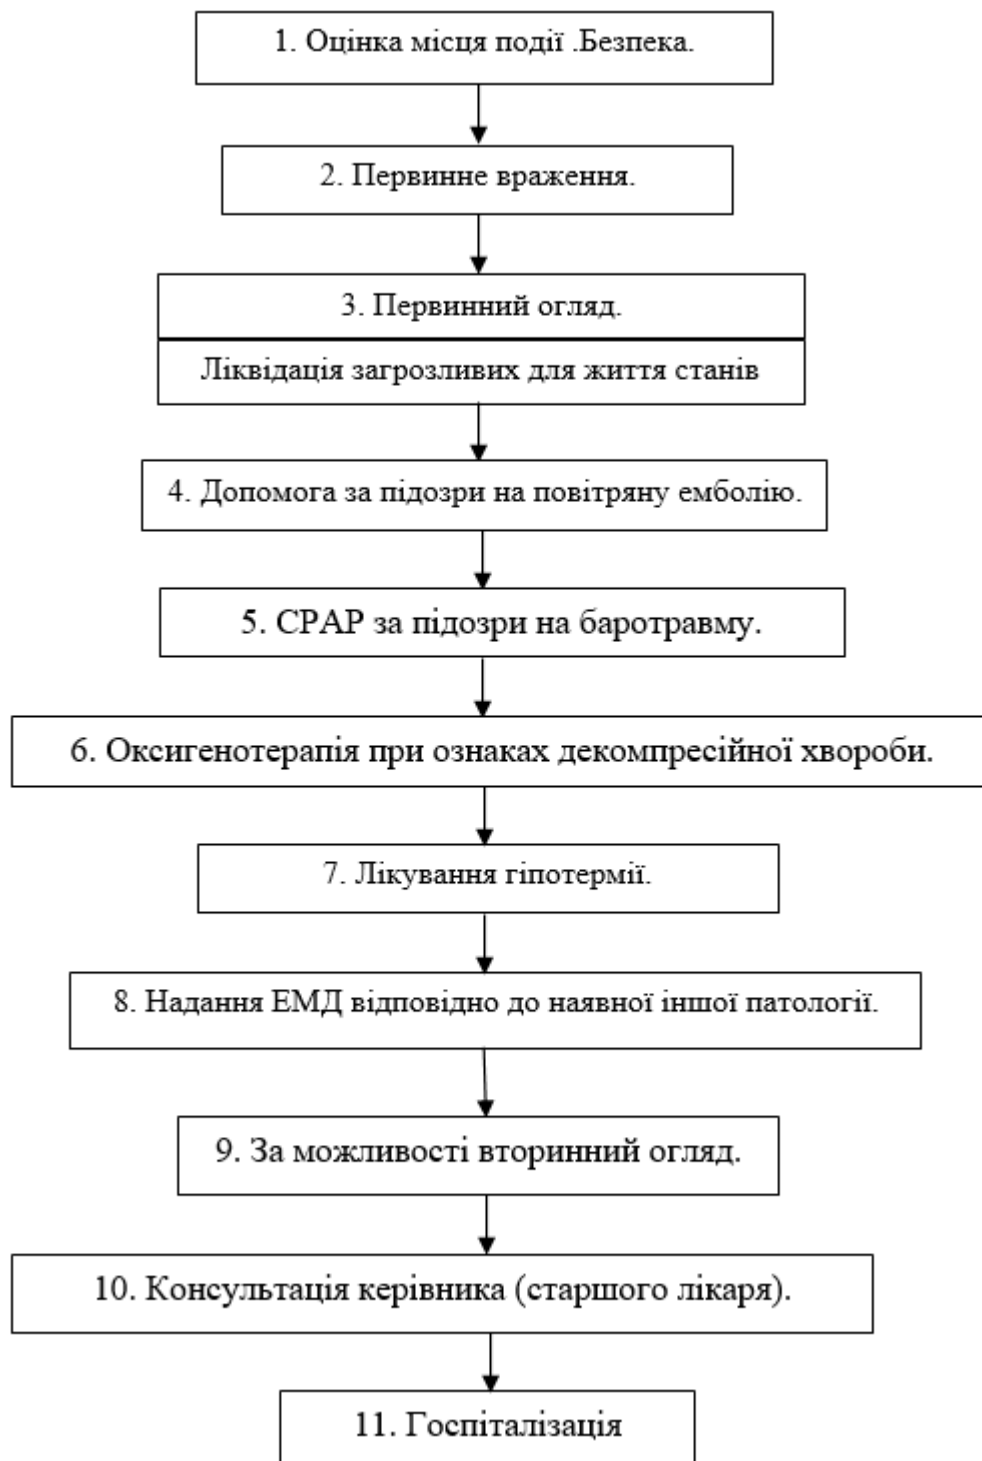 1. Оцінка місця події .Безпека.
2. Первинне враження.
3. Первинний огляд.
Ліквідація загрозливих для життя станів
4. Допомога за підозри на повітряну емболію.
5. CPAP за підозри на баротравму.
6. Оксигенотерапія при ознаках декомпресійної хвороби.
7. Лікування гіпотермії.
8. Надання ЕМД відповідно до наявної іншої патології.
9. За можливості вторинний огляд.
10. Консультація керівника (старшого лікаря).
11. Госпіталізація